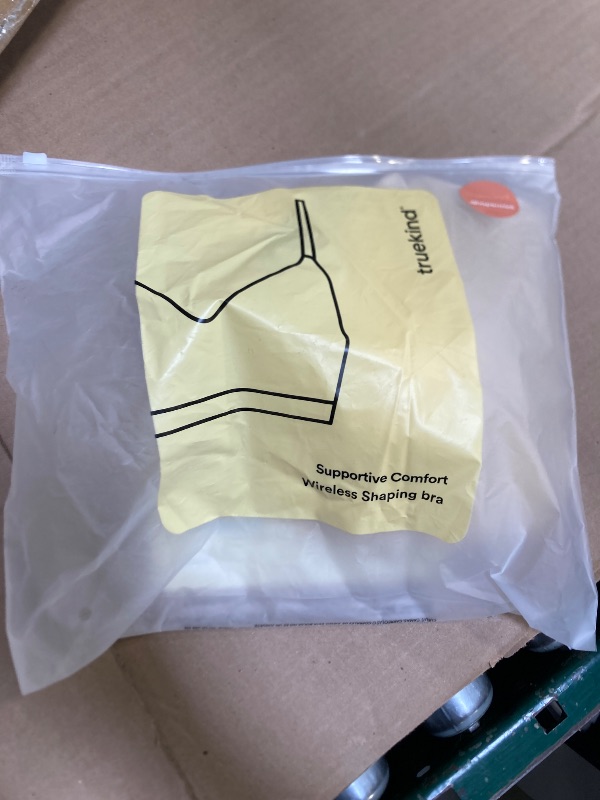 truekind
Supportive Comfort
Wireless Shaping bra